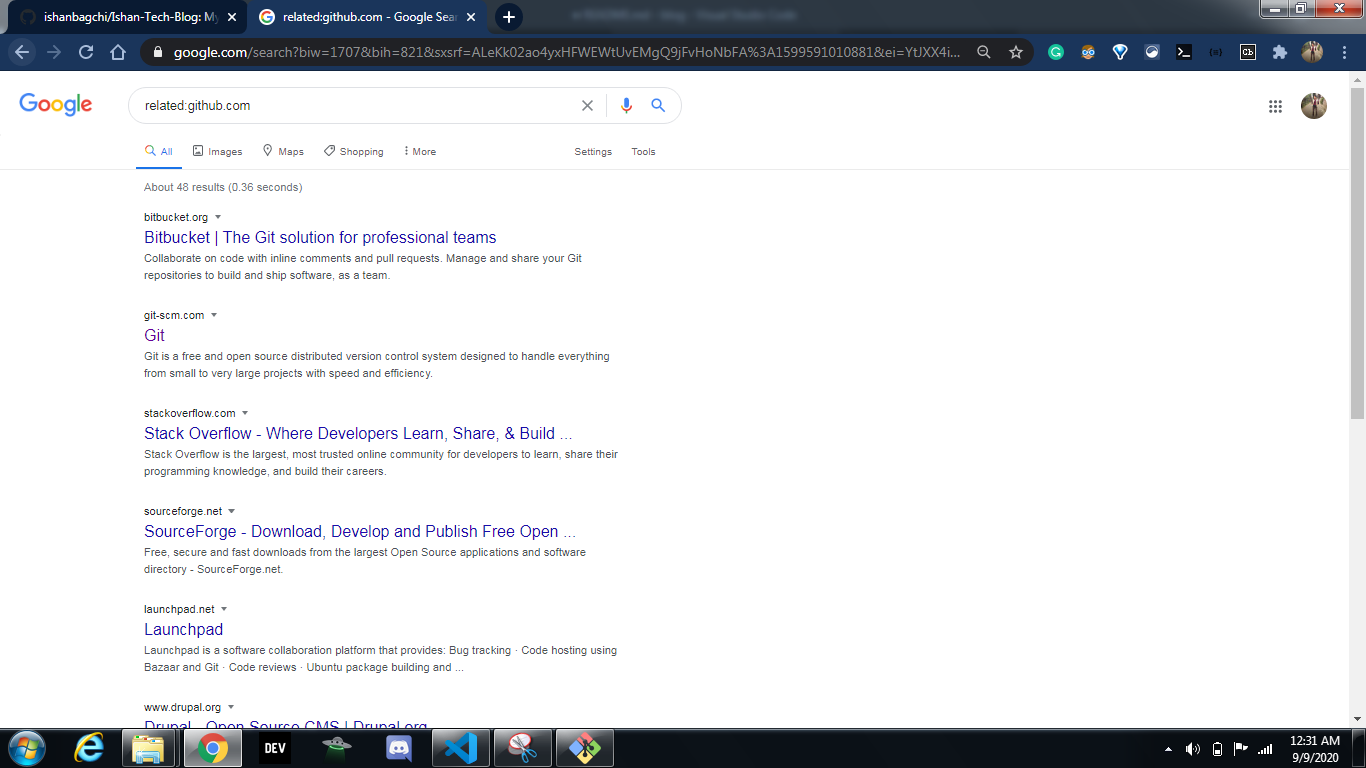 ishanbagchi/Ishan-Tech-Blog: My
related:github.com - Google Sea
google.com/search?biw=1707&bih=821&sxsrf=ALeKk02ao4yxHFWEWtUvEMgQ9jFvHoNbFA%3A1599591010881&ei=YtJXX4i...
Google
related:github.com
All Images Maps Shopping More Settings Tools
About 48 results (0.36 seconds)
bitbucket.org
Bitbucket | The Git solution for professional teams
Collaborate on code with inline comments and pull requests. Manage and share your Git
repositories to build and ship software, as a team.
git-scm.com
Git
Git is a free and open source distributed version control system designed to handle everything
from small to very large projects with speed and efficiency.
stackoverflow.com
Stack Overflow - Where Developers Learn, Share, & Build ...
Stack Overflow is the largest, most trusted online community for developers to learn, share their
programming knowledge, and build their careers.
sourceforge.net
SourceForge - Download, Develop and Publish Free Open ...
Free, secure and fast downloads from the largest Open Source applications and software
directory - SourceForge.net.
launchpad.net
Launchpad
Launchpad is a software collaboration platform that provides: Bug tracking · Code hosting using
Bazaar and Git · Code reviews · Ubuntu package building and ...
www.drupal.org
Drupal - Open Source CMS | Drupal.org
DEV
12:31 AM
9/9/2020